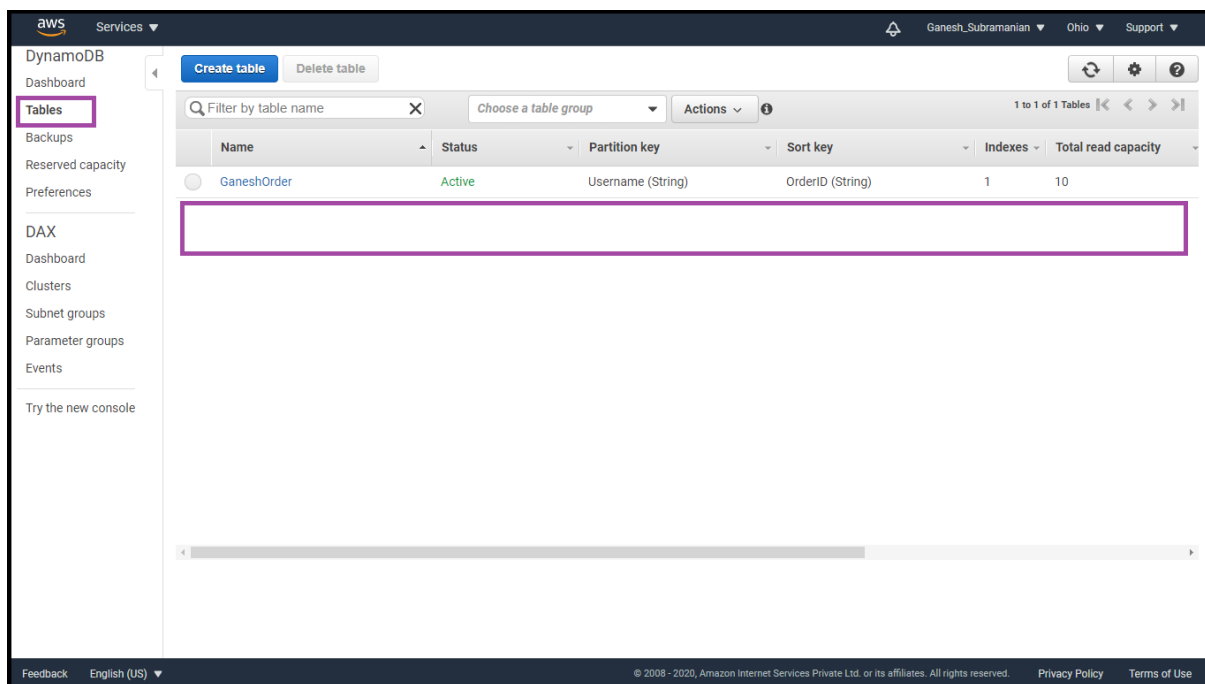 aws Services Ganesh_Subramanian Ohio Support
DynamoDB
Dashboard
Tables
Backups
Reserved capacity
Preferences
DAX
Dashboard
Clusters
Subnet groups
Parameter groups
Events
Try the new console
Create table Delete table
Filter by table name Choose a table group Actions 1 to 1 of 1 Tables
Name Status Partition key Sort key Indexes Total read capacity
GaneshOrder Active Username (String) OrderID (String) 1 10
Feedback English (US) © 2008 - 2020, Amazon Internet Services Private Ltd. or its affiliates. All rights reserved. Privacy Policy Terms of Use